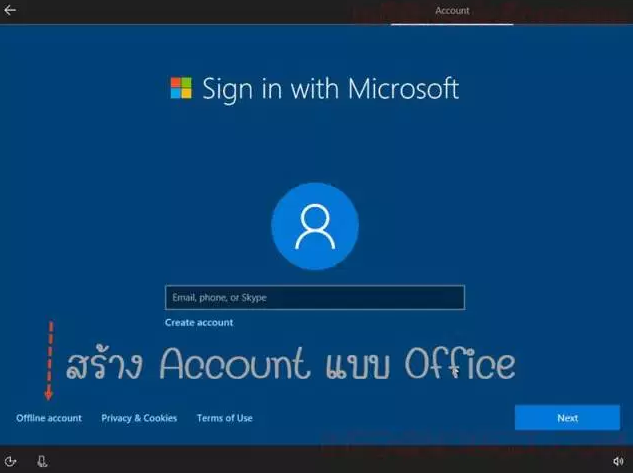 Account
Sign in with Microsoft
Email, phone, or Skype
Create account
สร้าง Account แบบ Office
Offline account Privacy & Cookies Terms of Use Next